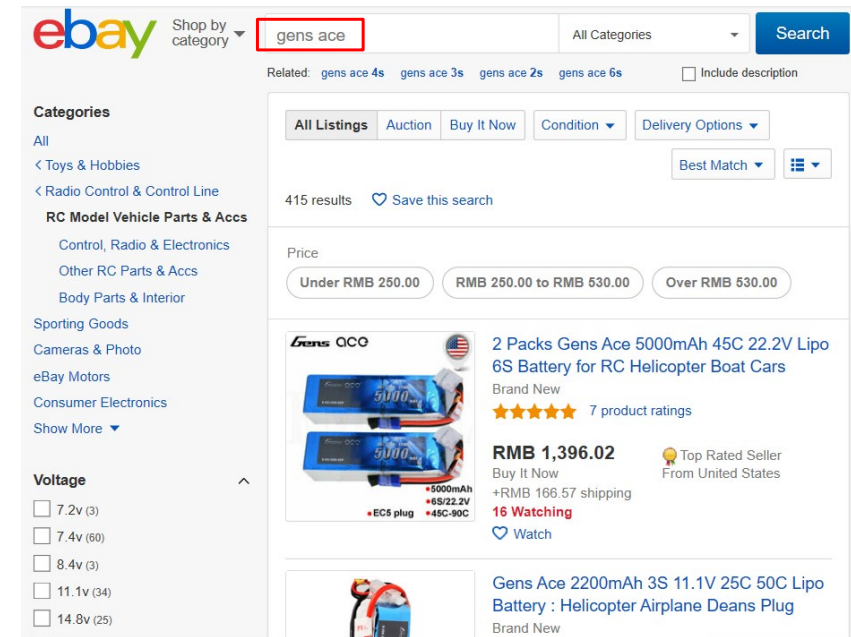 ebay
Shop by category
gens ace
All Categories
Search
Related: gens ace 4s gens ace 3s gens ace 2s gens ace 6s
Include description
Categories
All
< Toys & Hobbies
< Radio Control & Control Line
RC Model Vehicle Parts & Accs
Control, Radio & Electronics
Other RC Parts & Accs
Body Parts & Interior
Sporting Goods
Cameras & Photo
eBay Motors
Consumer Electronics
Show More
Voltage
7.2v (3)
7.4v (60)
8.4v (3)
11.1v (34)
14.8v (25)
All Listings Auction Buy It Now Condition Delivery Options
Best Match
415 results Save this search
Price
Under RMB 250.00 RMB 250.00 to RMB 530.00 Over RMB 530.00
Gens ace
5000
5000
•5000mAh
•6S/22.2V
•EC5 plug •45C-90C
2 Packs Gens Ace 5000mAh 45C 22.2V Lipo
6S Battery for RC Helicopter Boat Cars
Brand New
7 product ratings
RMB 1,396.02
Buy It Now
+RMB 166.57 shipping
16 Watching
Watch
Top Rated Seller
From United States
Gens Ace 2200mAh 3S 11.1V 25C 50C Lipo
Battery : Helicopter Airplane Deans Plug
Brand New